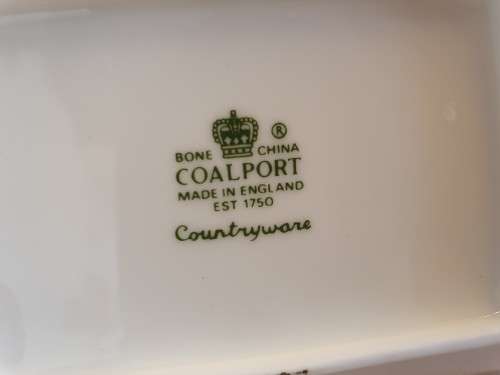 ®
BONE CHINA
COALPORT
MADE IN ENGLAND
EST 1750
Countryware